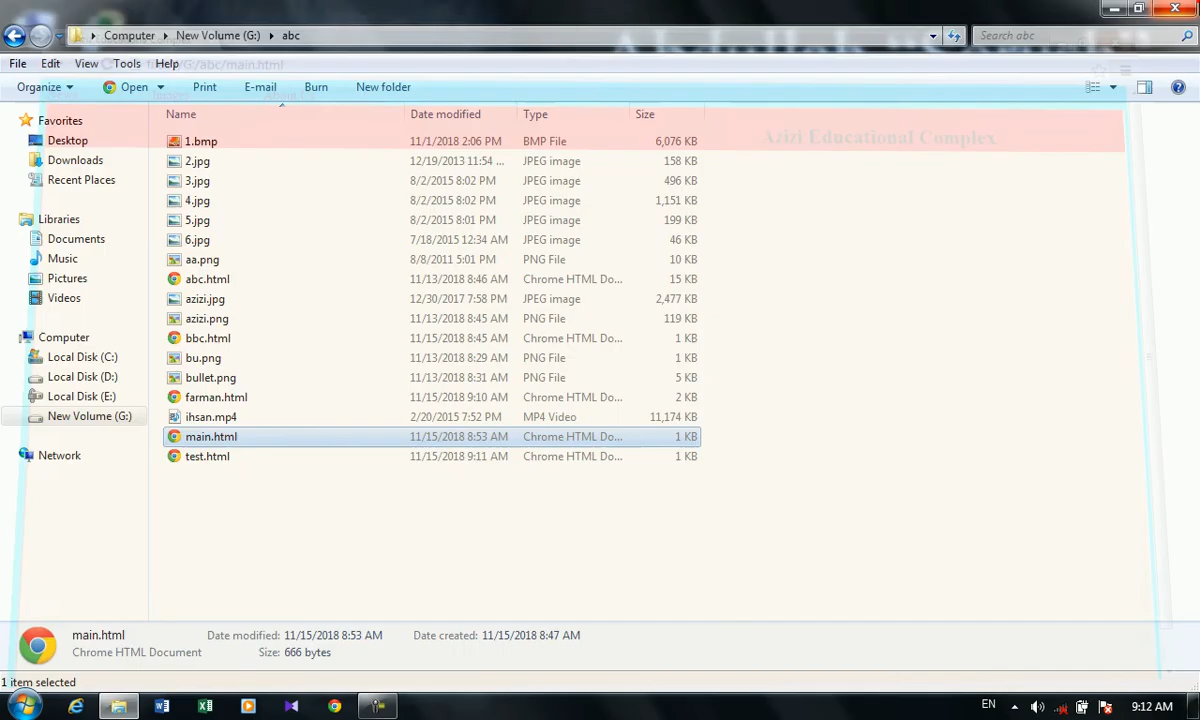 Computer New Volume (G:) abc
Search abc
File Edit View Tools Help
/G:/abc/main.html
Organize Open Print E-mail Burn New folder
Name Date modified Type Size
Favorites
Desktop
Downloads
Recent Places
Libraries
Documents
Music
Pictures
Videos
Computer
Local Disk (C:)
Local Disk (D:)
Local Disk (E:)
New Volume (G:)
Network
1.bmp 11/1/2018 2:06 PM BMP File 6,076 KB
2.jpg 12/19/2013 11:54 ... JPEG image 158 KB
3.jpg 8/2/2015 8:02 PM JPEG image 496 KB
4.jpg 8/2/2015 8:02 PM JPEG image 1,151 KB
5.jpg 8/2/2015 8:01 PM JPEG image 199 KB
6.jpg 7/18/2015 12:34 AM JPEG image 46 KB
aa.png 8/8/2011 5:01 PM PNG File 10 KB
abc.html 11/13/2018 8:46 AM Chrome HTML Do... 15 KB
azizi.jpg 12/30/2017 7:58 PM JPEG image 2,477 KB
azizi.png 11/13/2018 8:45 AM PNG File 119 KB
bbc.html 11/15/2018 8:45 AM Chrome HTML Do... 1 KB
bu.png 11/13/2018 8:29 AM PNG File 1 KB
bullet.png 11/13/2018 8:31 AM PNG File 5 KB
farman.html 11/15/2018 9:10 AM Chrome HTML Do... 2 KB
ihsan.mp4 2/20/2015 7:52 PM MP4 Video 11,174 KB
main.html 11/15/2018 8:53 AM Chrome HTML Do... 1 KB
test.html 11/15/2018 9:11 AM Chrome HTML Do... 1 KB
Azizi Educational Complex
main.html Date modified: 11/15/2018 8:53 AM Date created: 11/15/2018 8:47 AM
Chrome HTML Document Size: 666 bytes
1 item selected
EN 9:12 AM